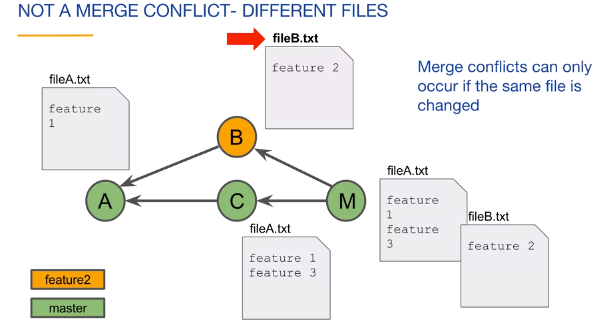 NOT A MERGE CONFLICT- DIFFERENT FILES
fileB.txt
feature 2
Merge conflicts can only
occur if the same file is
changed
fileA.txt
feature
1
B
A
C
M
fileA.txt
feature
1
feature
3
fileB.txt
feature 2
fileA.txt
feature 1
feature 3
feature2
master